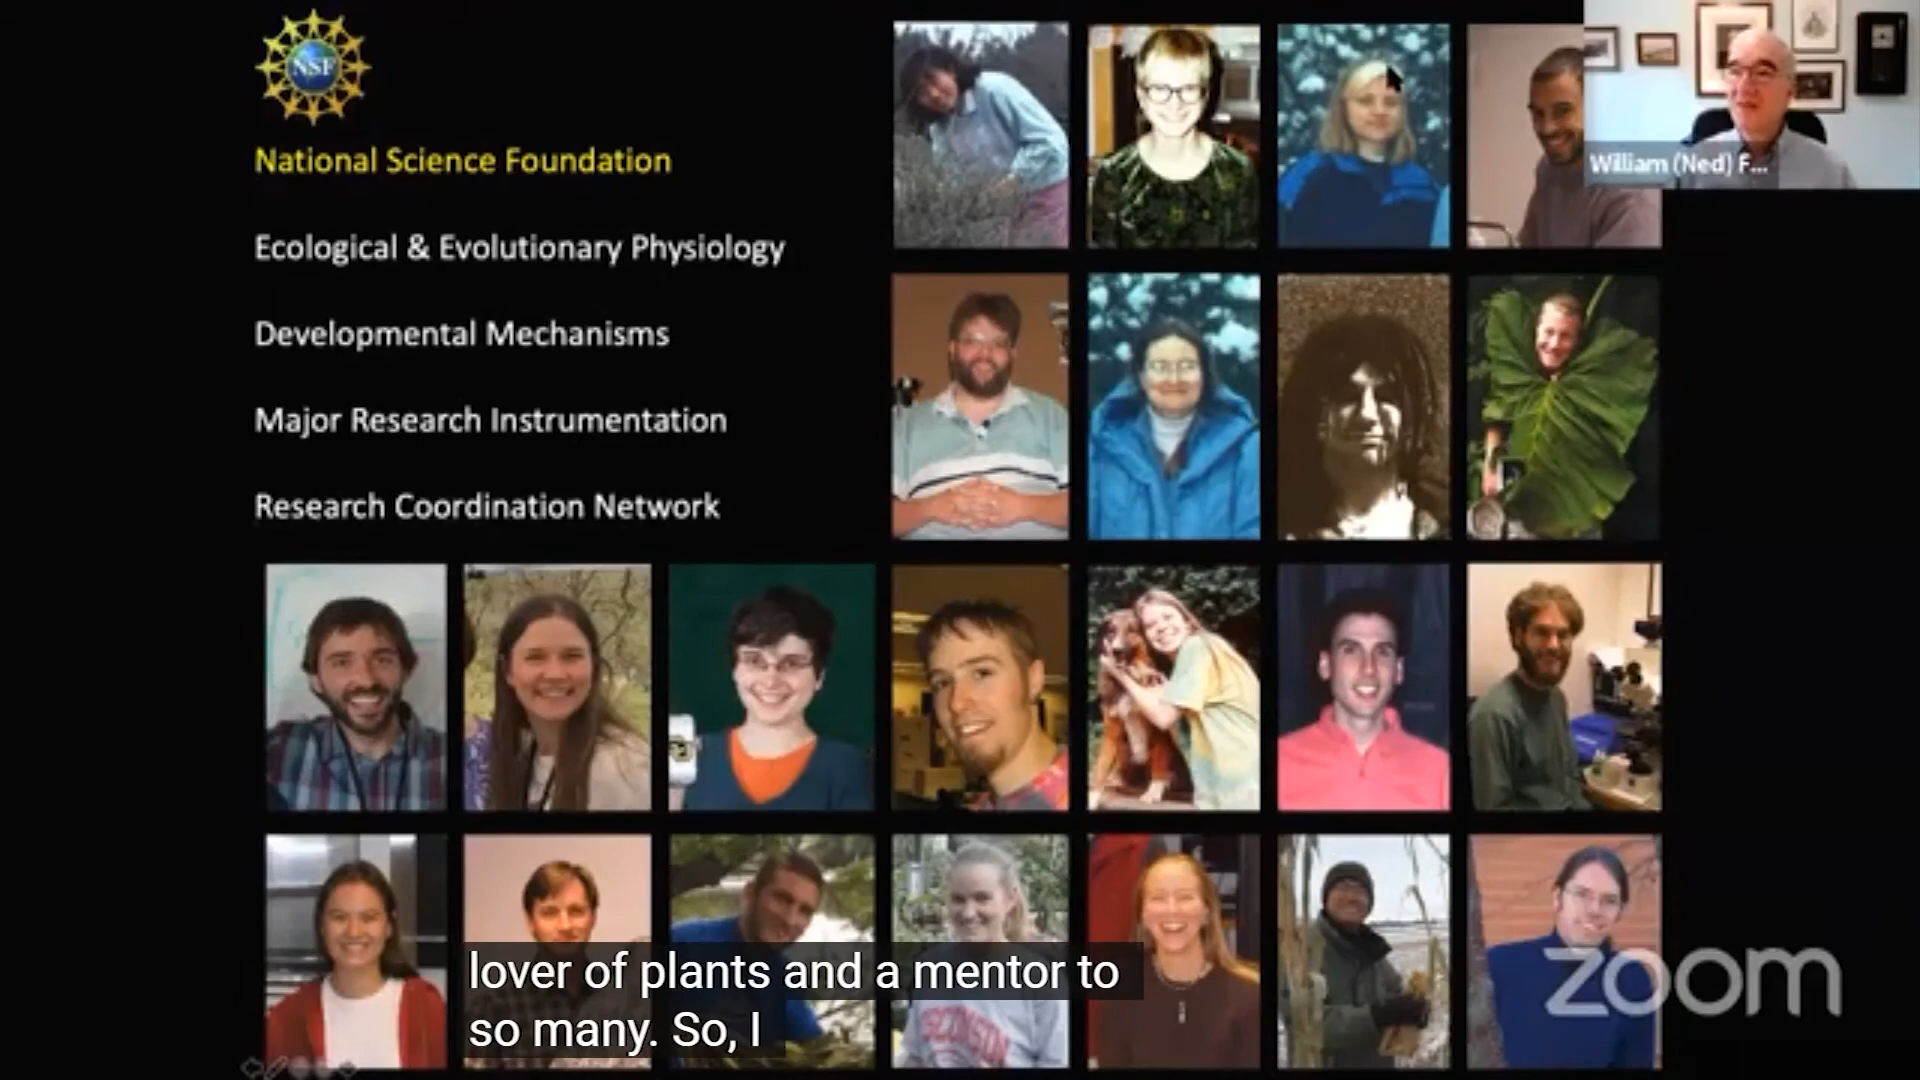 NSF
National Science Foundation
Ecological & Evolutionary Physiology
Developmental Mechanisms
Major Research Instrumentation
Research Coordination Network
William (Ned) F...
WISCONSIN
lover of plants and a mentor to
so many. So, I
zoom